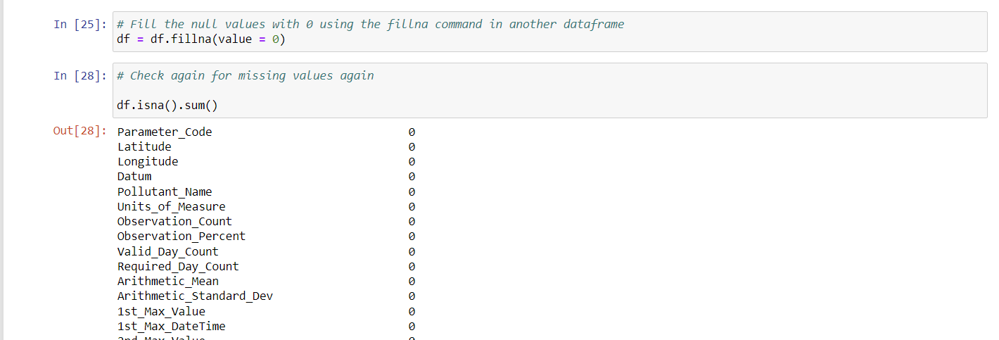 In [25]: # Fill the null values with 0 using the fillna command in another dataframe
df = df.fillna(value = 0)
In [28]: # Check again for missing values again
df.isna().sum()
Out[28]: Parameter_Code 0
Latitude 0
Longitude 0
Datum 0
Pollutant_Name 0
Units_of_Measure 0
Observation_Count 0
Observation_Percent 0
Valid_Day_Count 0
Required_Day_Count 0
Arithmetic_Mean 0
Arithmetic_Standard_Dev 0
1st_Max_Value 0
1st_Max_DateTime 0
2nd_Max_Value 0